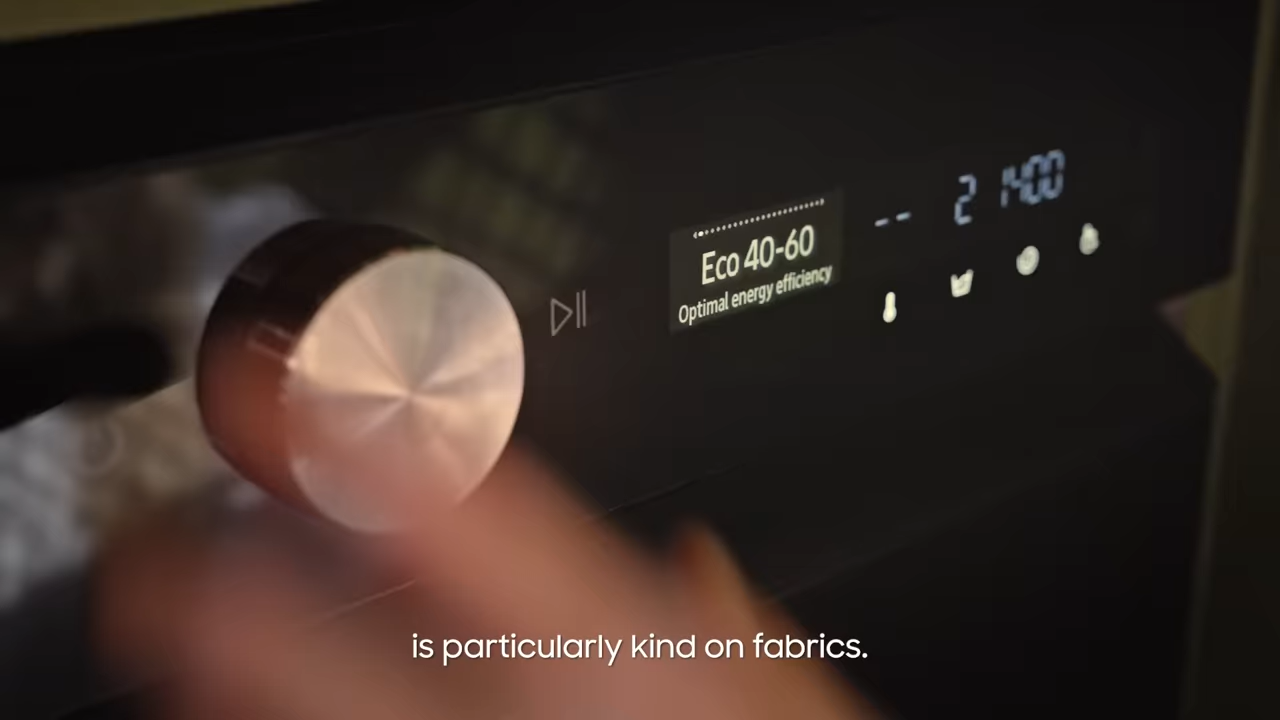 Eco 40-60
Optimal energy efficiency
-- 2 1400
is particularly kind on fabrics.